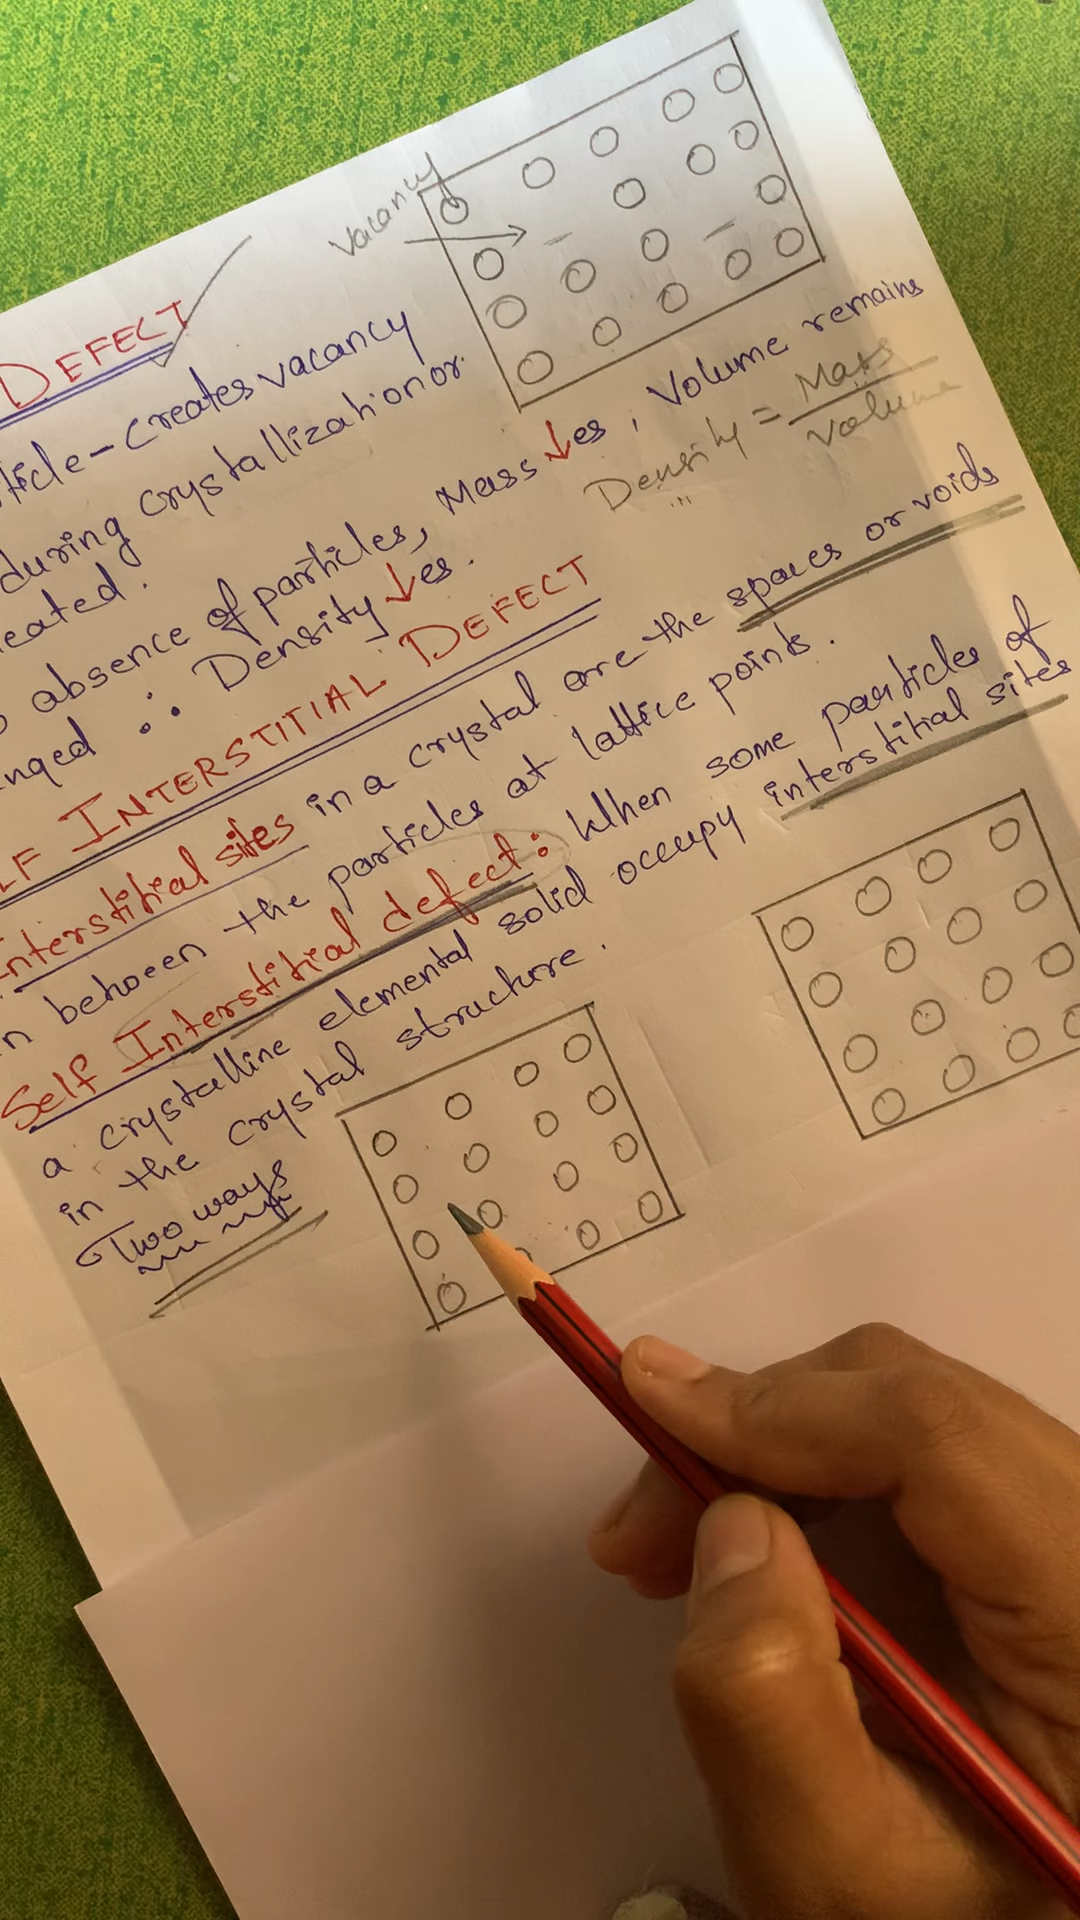 Vacancy
DEFECT
ticle-creates vacancy
during crystallization or
eated.
absence of particles, Mass ↓es, Volume remains
nged ∴ Density ↓es.
Density = Mass
Volume
LF INTERSTITIAL DEFECT
Interstitial sites in a crystal are the spaces or voids
in between the particles at lattice points.
Self Interstitial defect: When some particles of
a crystalline elemental solid occupy interstitial sites
in the crystal structure.
Two ways